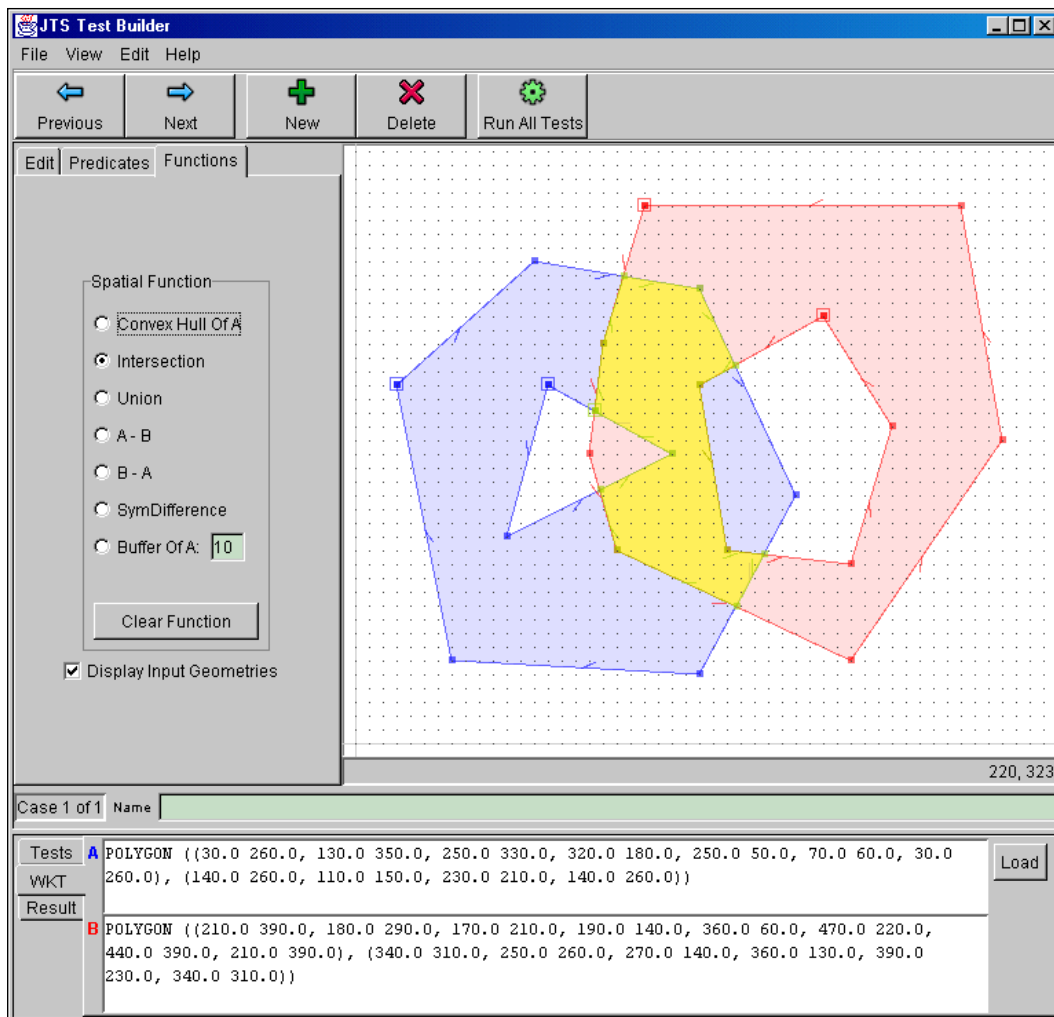 JTS Test Builder
File View Edit Help
Previous Next New Delete Run All Tests
Edit Predicates Functions
Spatial Function
Convex Hull Of A
Intersection
Union
A - B
B - A
SymDifference
Buffer Of A: 10
Clear Function
Display Input Geometries
220, 323
Case 1 of 1 Name
Tests
WKT
Result
A POLYGON ((30.0 260.0, 130.0 350.0, 250.0 330.0, 320.0 180.0, 250.0 50.0, 70.0 60.0, 30.0
260.0), (140.0 260.0, 110.0 150.0, 230.0 210.0, 140.0 260.0))
Load
B POLYGON ((210.0 390.0, 180.0 290.0, 170.0 210.0, 190.0 140.0, 360.0 60.0, 470.0 220.0,
440.0 390.0, 210.0 390.0), (340.0 310.0, 250.0 260.0, 270.0 140.0, 360.0 130.0, 390.0
230.0, 340.0 310.0))